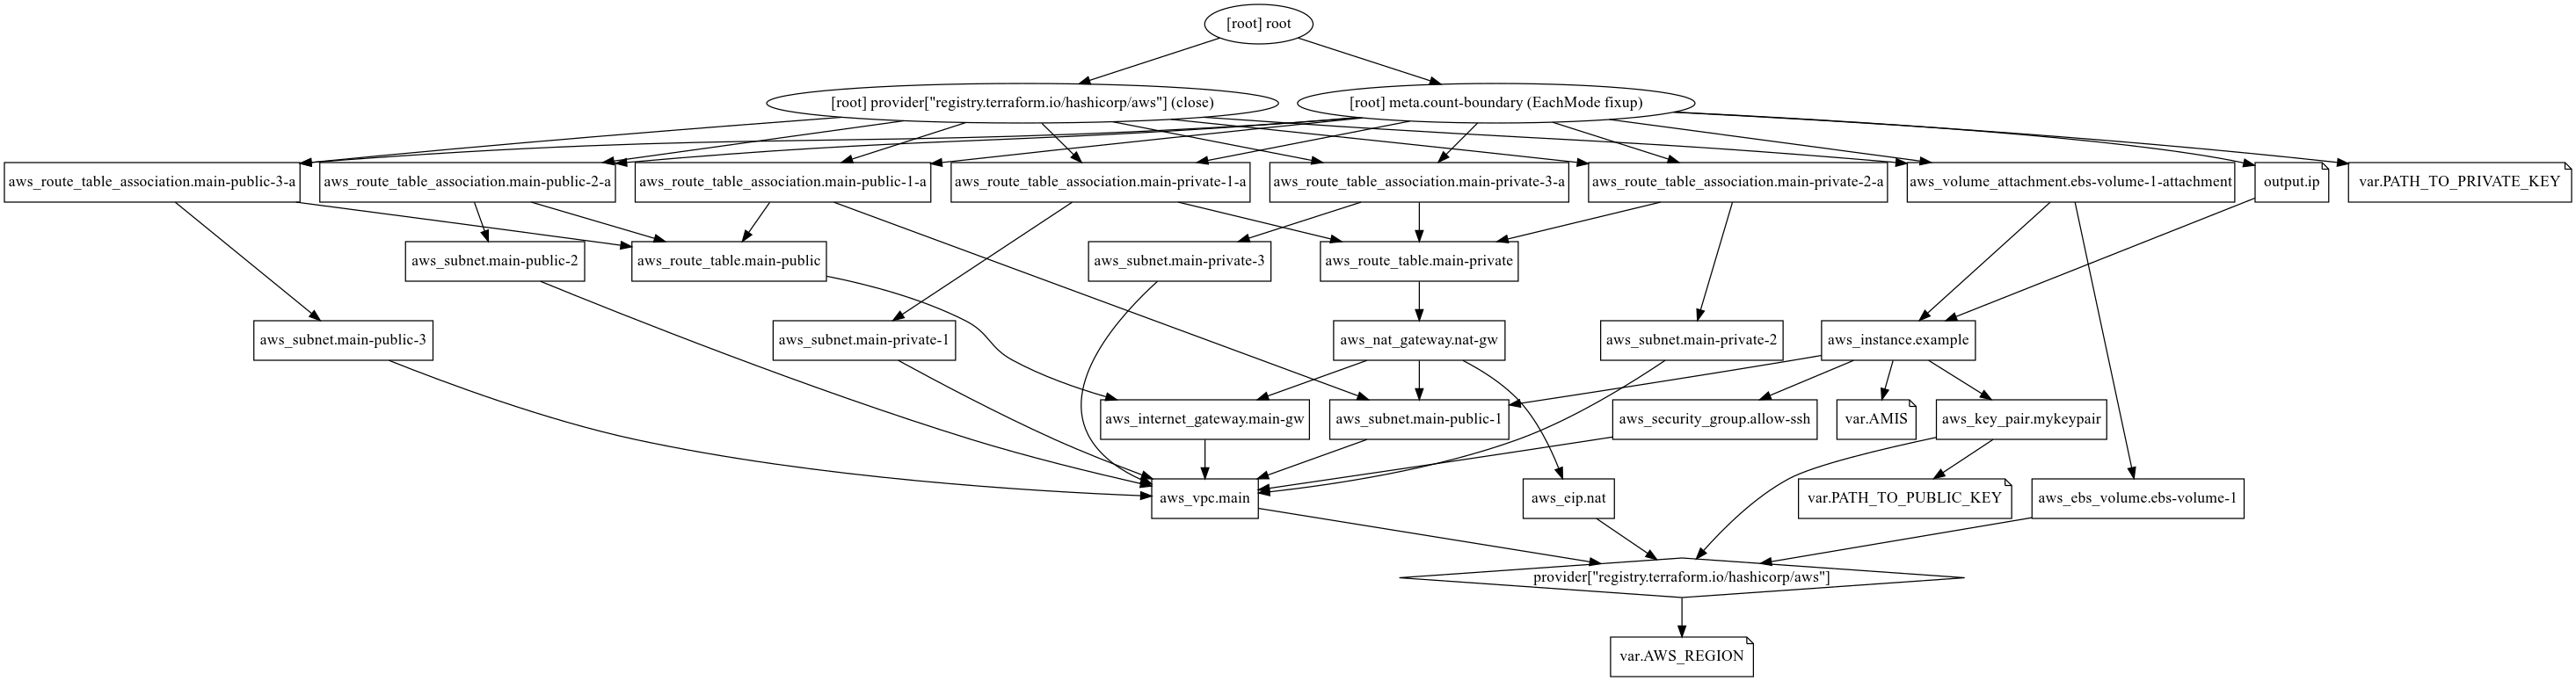 [root] root
[root] provider["registry.terraform.io/hashicorp/aws"] (close)
[root] meta.count-boundary (EachMode fixup)
aws_route_table_association.main-public-3-a
aws_route_table_association.main-public-2-a
aws_route_table_association.main-public-1-a
aws_route_table_association.main-private-1-a
aws_route_table_association.main-private-3-a
aws_route_table_association.main-private-2-a
aws_volume_attachment.ebs-volume-1-attachment
output.ip
var.PATH_TO_PRIVATE_KEY
aws_subnet.main-public-2
aws_route_table.main-public
aws_subnet.main-private-3
aws_route_table.main-private
aws_subnet.main-public-3
aws_subnet.main-private-1
aws_nat_gateway.nat-gw
aws_subnet.main-private-2
aws_instance.example
aws_internet_gateway.main-gw
aws_subnet.main-public-1
aws_security_group.allow-ssh
var.AMIS
aws_key_pair.mykeypair
aws_vpc.main
aws_eip.nat
var.PATH_TO_PUBLIC_KEY
aws_ebs_volume.ebs-volume-1
provider["registry.terraform.io/hashicorp/aws"]
var.AWS_REGION